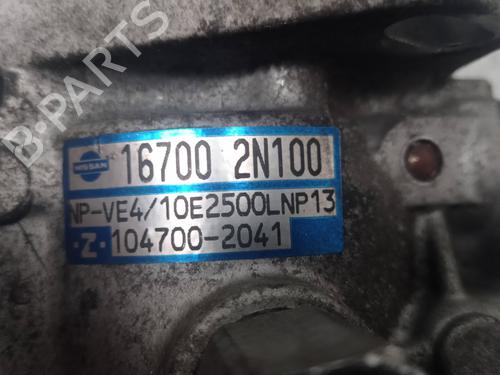 B-PARTS
NISSAN 16700 2N100
NP-VE4/10E2500LNP13
·Z· 104700-2041